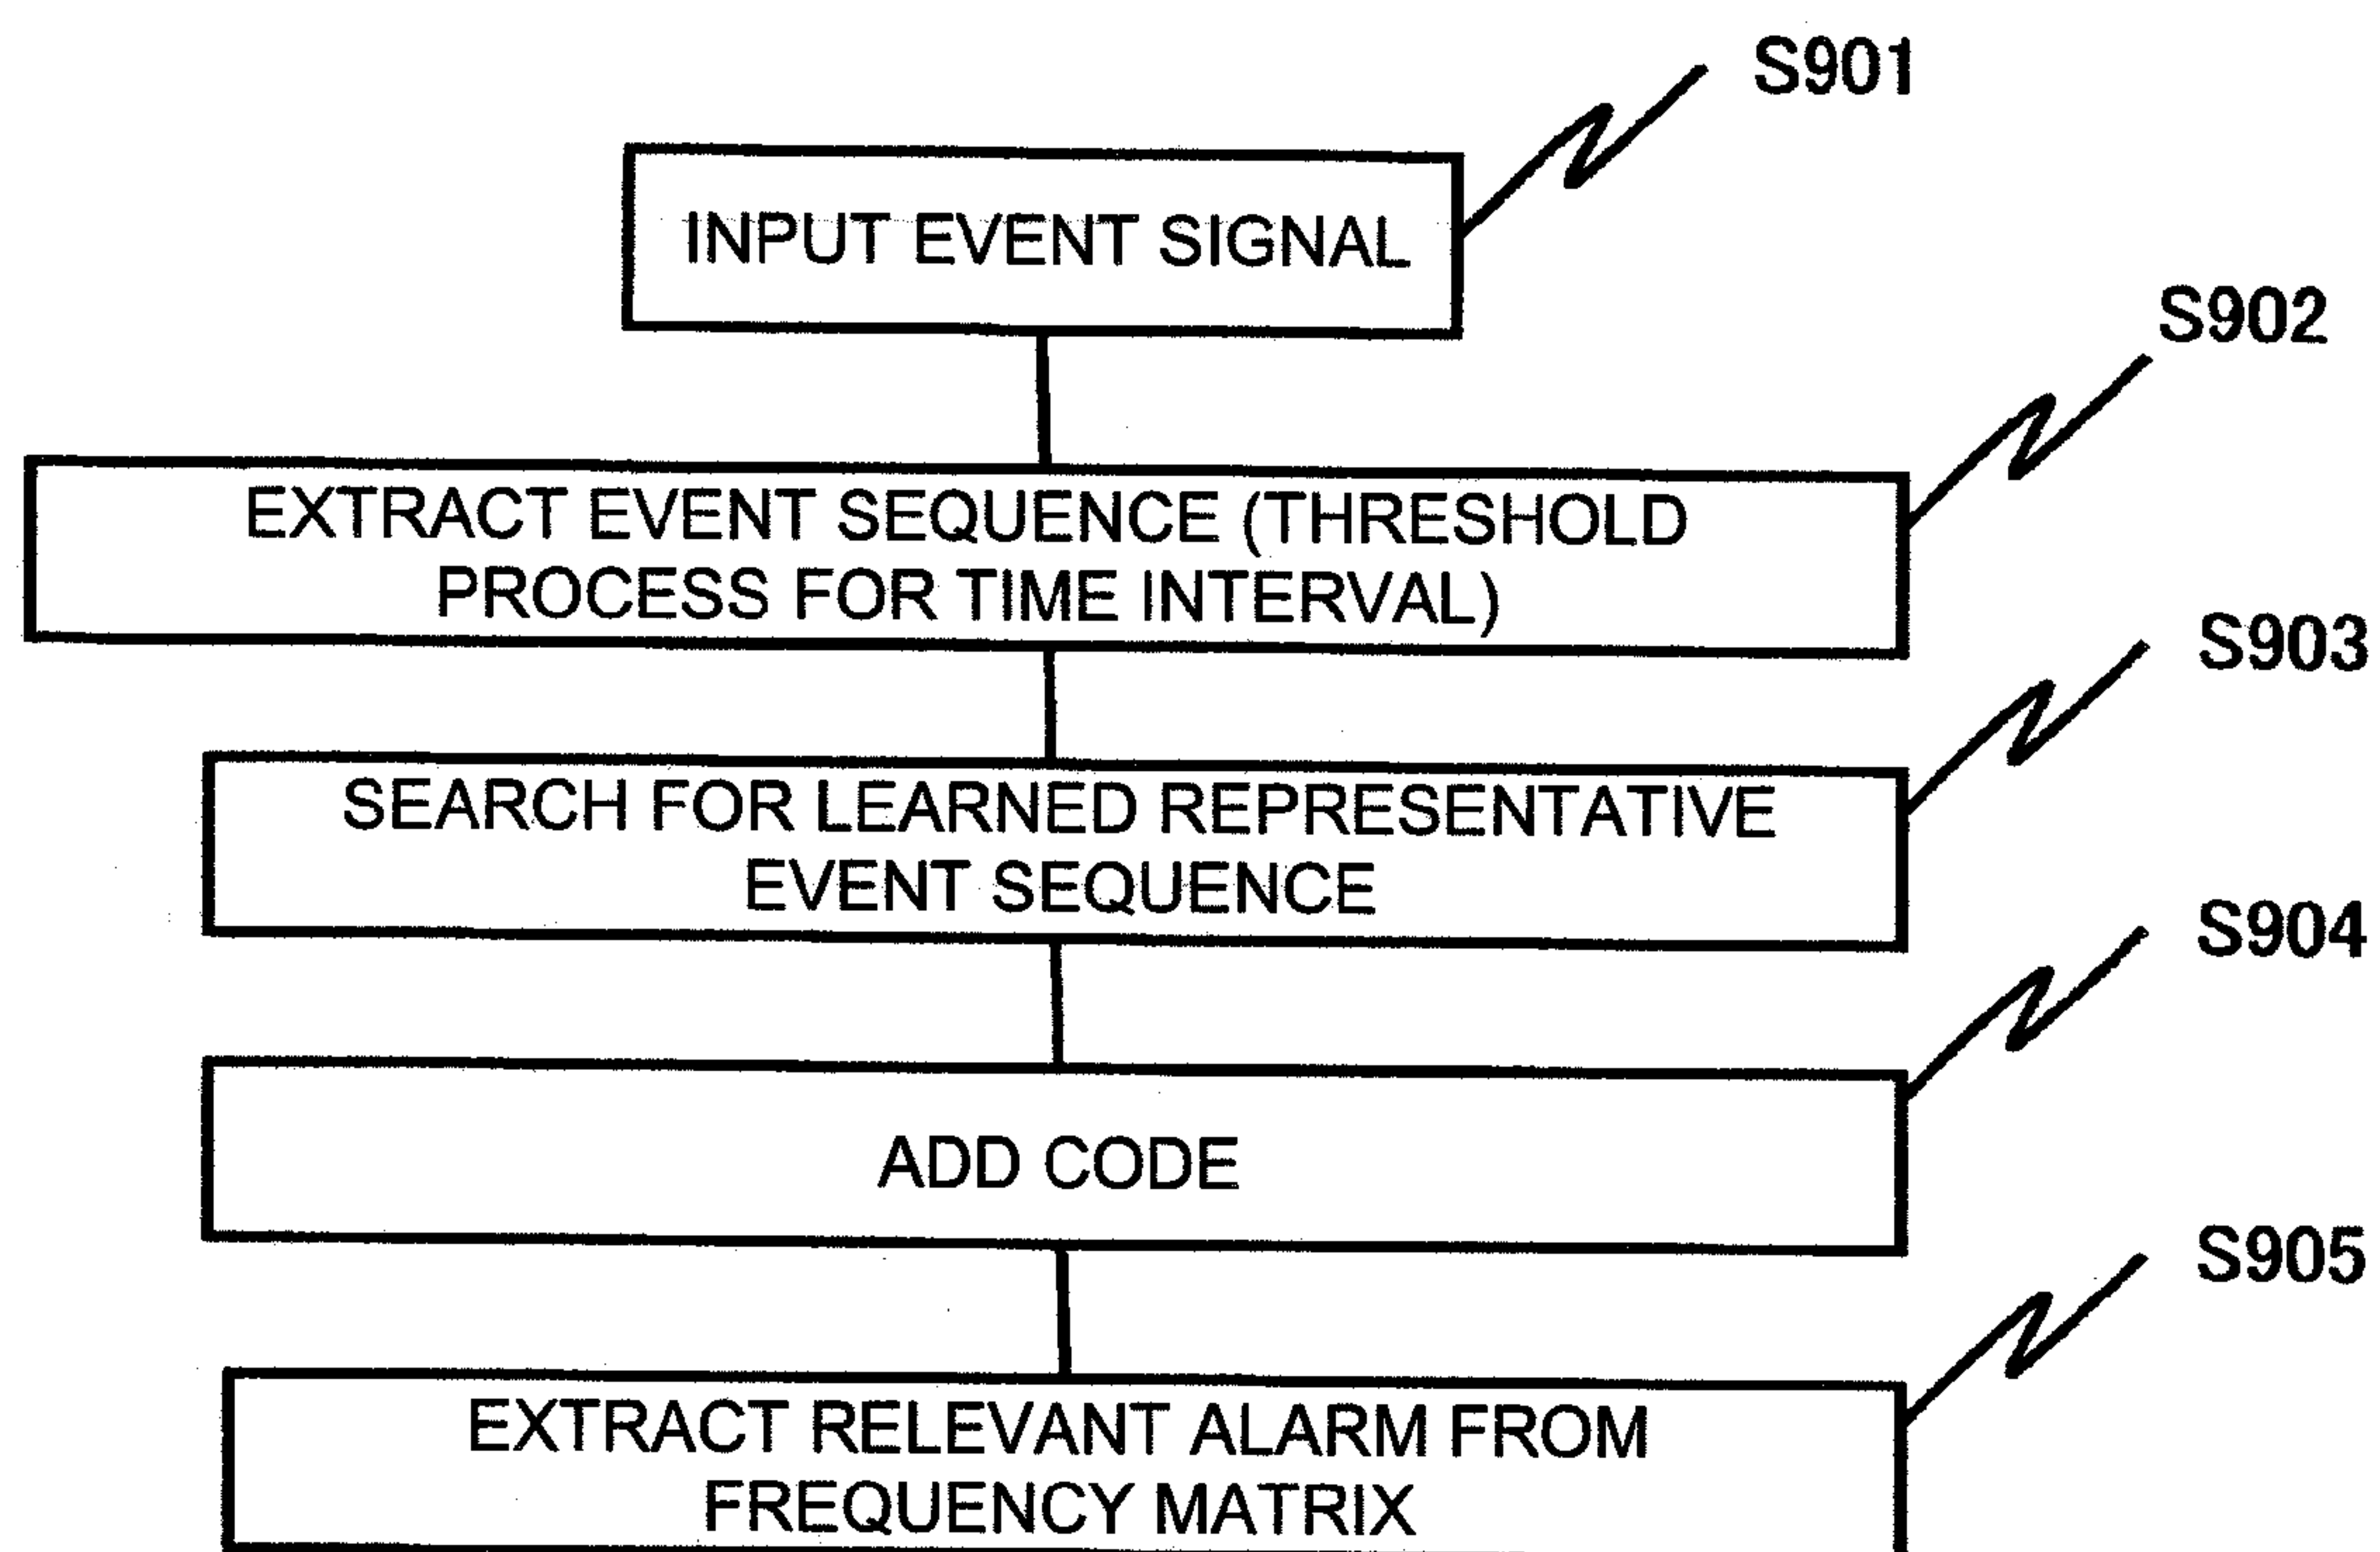 S901
INPUT EVENT SIGNAL
S902
EXTRACT EVENT SEQUENCE (THRESHOLD
PROCESS FOR TIME INTERVAL)
S903
SEARCH FOR LEARNED REPRESENTATIVE
EVENT SEQUENCE
S904
ADD CODE
S905
EXTRACT RELEVANT ALARM FROM
FREQUENCY MATRIX